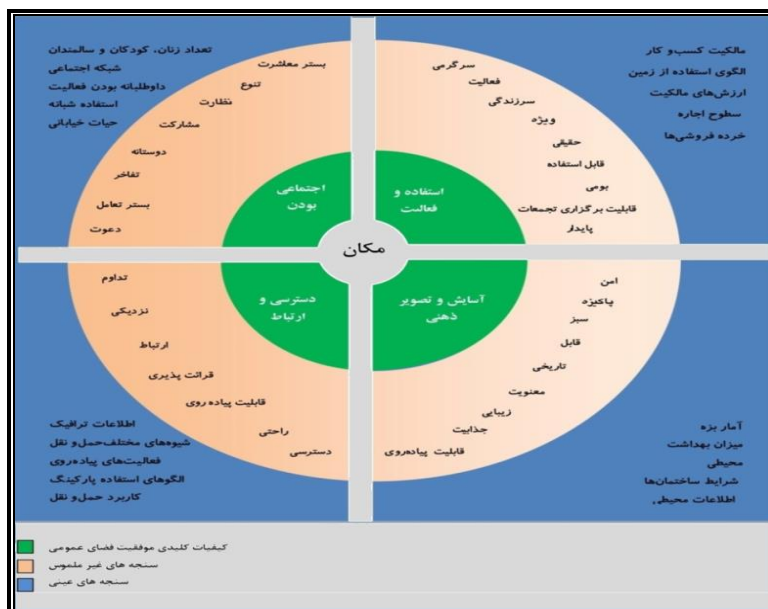 مالکیت کسب‌و کار
الگوی استفاده از زمین
ارزش‌های مالکیت
سطوح اجاره
خرده فروشی‌ها
سرگرمی
فعالیت
سرزندگی
ویژه
حقیقی
قابل استفاده
بومی
قابلیت برگزاری تجمعات
پایدار
استفاده و
فعالیت
تعداد زنان، کودکان و سالمندان
شبکه اجتماعی
داوطلبانه بودن فعالیت
استفاده شبانه
حیات خیابانی
بستر معاشرت
تنوع
نظارت
مشارکت
دوستانه
تفاخر
بستر تعامل
دعوت
اجتماعی
بودن
مکان
آسایش و تصویر
ذهنی
امن
پاکیزه
سبز
قابل
تاریخی
معنویت
زیبایی
جذابیت
قابلیت پیاده‌روی
آمار بزه
میزان بهداشت
محیطی
شرایط ساختمان‌ها
اطلاعات محیطی.
دسترسی و
ارتباط
تداوم
نزدیکی
ارتباط
قرائت پذیری
قابلیت پیاده روی
راحتی
دسترسی
اطلاعات ترافیک
شیوه‌های مختلف‌حمل‌و نقل
فعالیت‌های پیاده‌روی
الگوهای استفاده پارکینگ
کاربرد حمل‌و نقل
کیفیات کلیدی موفقیت فضای عمومی
سنجه های غیر ملموس
سنجه های عینی